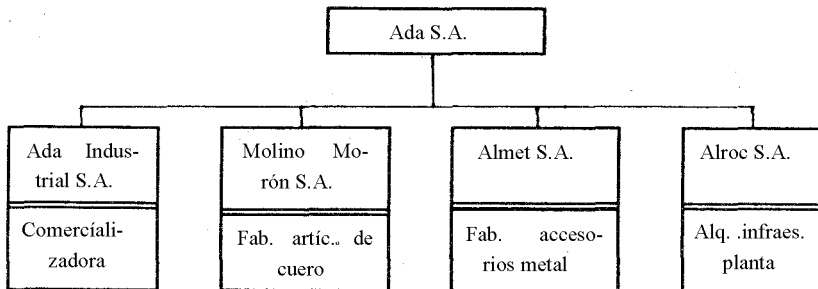 Ada S.A.
Ada Indus-
trial S.A.
Comercíali-
zadora
Molino Mo-
rón S.A.
Fab. artíc.. de
cuero
Almet S.A.
Fab. acceso-
rios metal
Alroc S.A.
Alq. .infraes.
planta